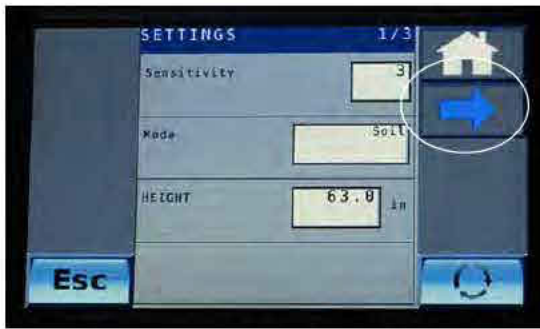 SETTINGS 1/3
Sensitivity 3
Mode Soil
HEIGHT 63.0 in
Esc